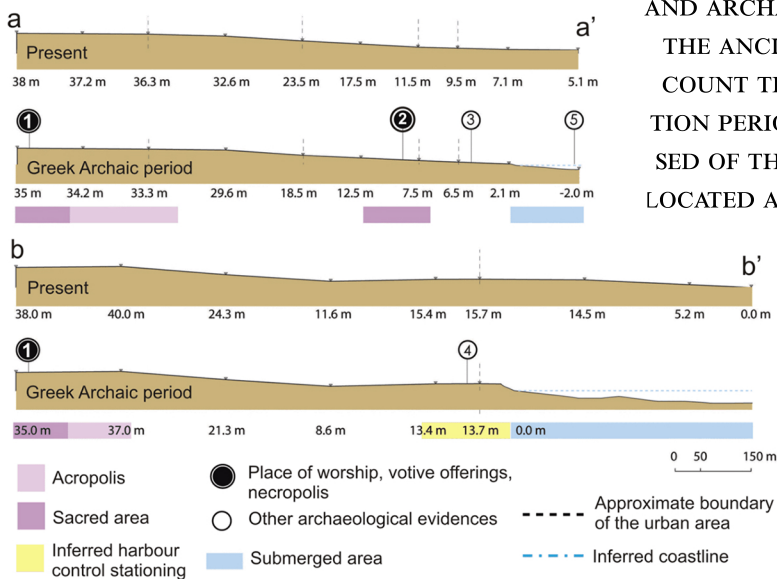 a
a'
Present
38 m 37.2 m 36.3 m 32.6 m 23.5 m 17.5 m 11.5 m 9.5 m 7.1 m 5.1 m
1 2 3 5
Greek Archaic period
35 m 34.2 m 33.3 m 29.6 m 18.5 m 12.5 m 7.5 m 6.5 m 2.1 m -2.0 m
b
b'
Present
38.0 m 40.0 m 24.3 m 11.6 m 15.4 m 15.7 m 14.5 m 5.2 m 0.0 m
1 4
Greek Archaic period
35.0 m 37.0 m 21.3 m 8.6 m 13.4 m 13.7 m 0.0 m
0 50 150 m
Acropolis
Sacred area
Inferred harbour
control stationing
Place of worship, votive offerings,
necropolis
Other archaeological evidences
Submerged area
Approximate boundary
of the urban area
Inferred coastline
AND ARCHA
THE ANCI
COUNT TH
TION PERIO
SED OF TH
LOCATED A